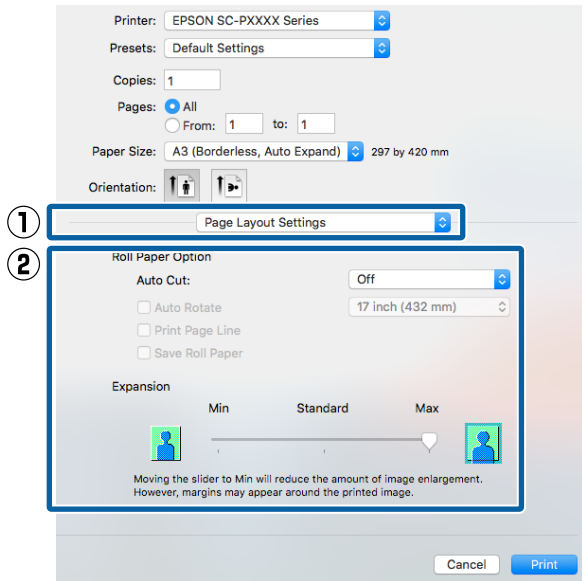 Printer: EPSON SC-PXXXX Series
Presets: Default Settings
Copies: 1
Pages: All
From: 1 to: 1
Paper Size: A3 (Borderless, Auto Expand) 297 by 420 mm
Orientation:
1 Page Layout Settings
2
Roll Paper Option
Auto Cut: Off
Auto Rotate 17 inch (432 mm)
Print Page Line
Save Roll Paper
Expansion
Min Standard Max
Moving the slider to Min will reduce the amount of image enlargement.
However, margins may appear around the printed image.
Cancel Print